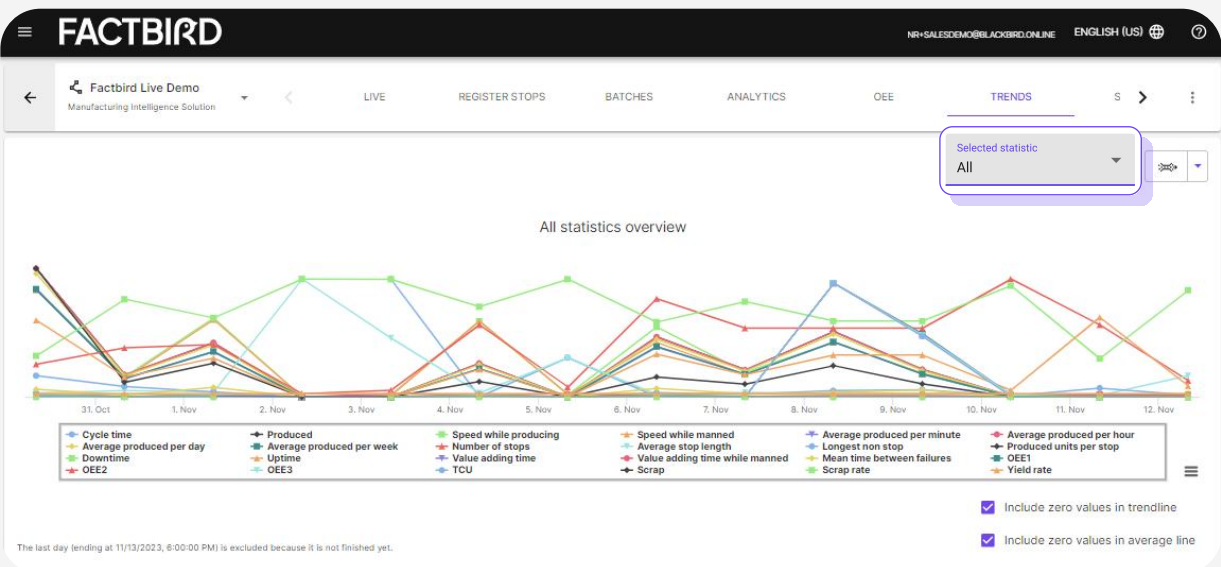 FACTBIRD
NR+SALESDEMO@BLACKBIRD.ONLINE ENGLISH (US)
Factbird Live Demo
Manufacturing Intelligence Solution
LIVE REGISTER STOPS BATCHES ANALYTICS OEE TRENDS S
Selected statistic
All
All statistics overview
31. Oct 1. Nov 2. Nov 3. Nov 4. Nov 5. Nov 6. Nov 7. Nov 8. Nov 9. Nov 10. Nov 11. Nov 12. Nov
Cycle time Produced Speed while producing Speed while manned Average produced per minute Average produced per hour
Average produced per day Average produced per week Number of stops Average stop length Longest non stop Produced units per stop
Downtime Uptime Value adding time Value adding time while manned Mean time between failures OEE1
OEE2 OEE3 TCU Scrap Scrap rate Yield rate
Include zero values in trendline
Include zero values in average line
The last day (ending at 11/13/2023, 6:00:00 PM) is excluded because it is not finished yet.